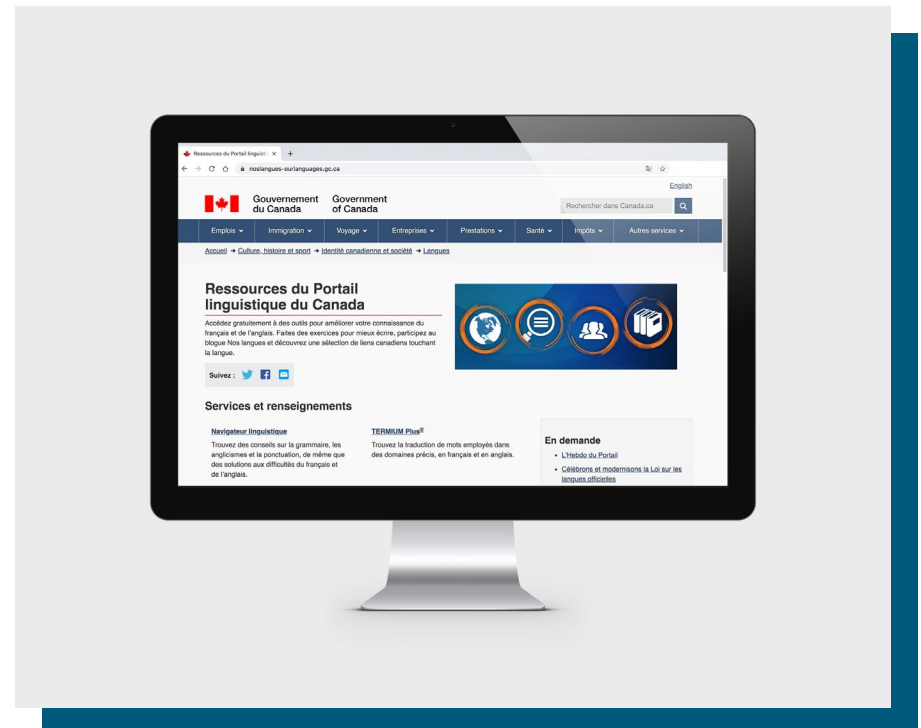 Ressources du Portail linguisti
noslangues-ourlanguages.gc.ca
English
Gouvernement du Canada
Government of Canada
Rechercher dans Canada.ca
Emplois Immigration Voyage Entreprises Prestations Santé Impôts Autres services
Accueil → Culture, histoire et sport → Identité canadienne et société → Langues
Ressources du Portail
linguistique du Canada
Accédez gratuitement à des outils pour améliorer votre connaissance du
français et de l'anglais. Faites des exercices pour mieux écrire, participez au
blogue Nos langues et découvrez une sélection de liens canadiens touchant
la langue.
Suivez :
Services et renseignements
Navigateur linguistique
Trouvez des conseils sur la grammaire, les
anglicismes et la ponctuation, de même que
des solutions aux difficultés du français et
de l'anglais.
TERMIUM Plus®
Trouvez la traduction de mots employés dans
des domaines précis, en français et en anglais.
En demande
• L'Hebdo du Portail
• Célébrons et modernisons la Loi sur les
langues officielles